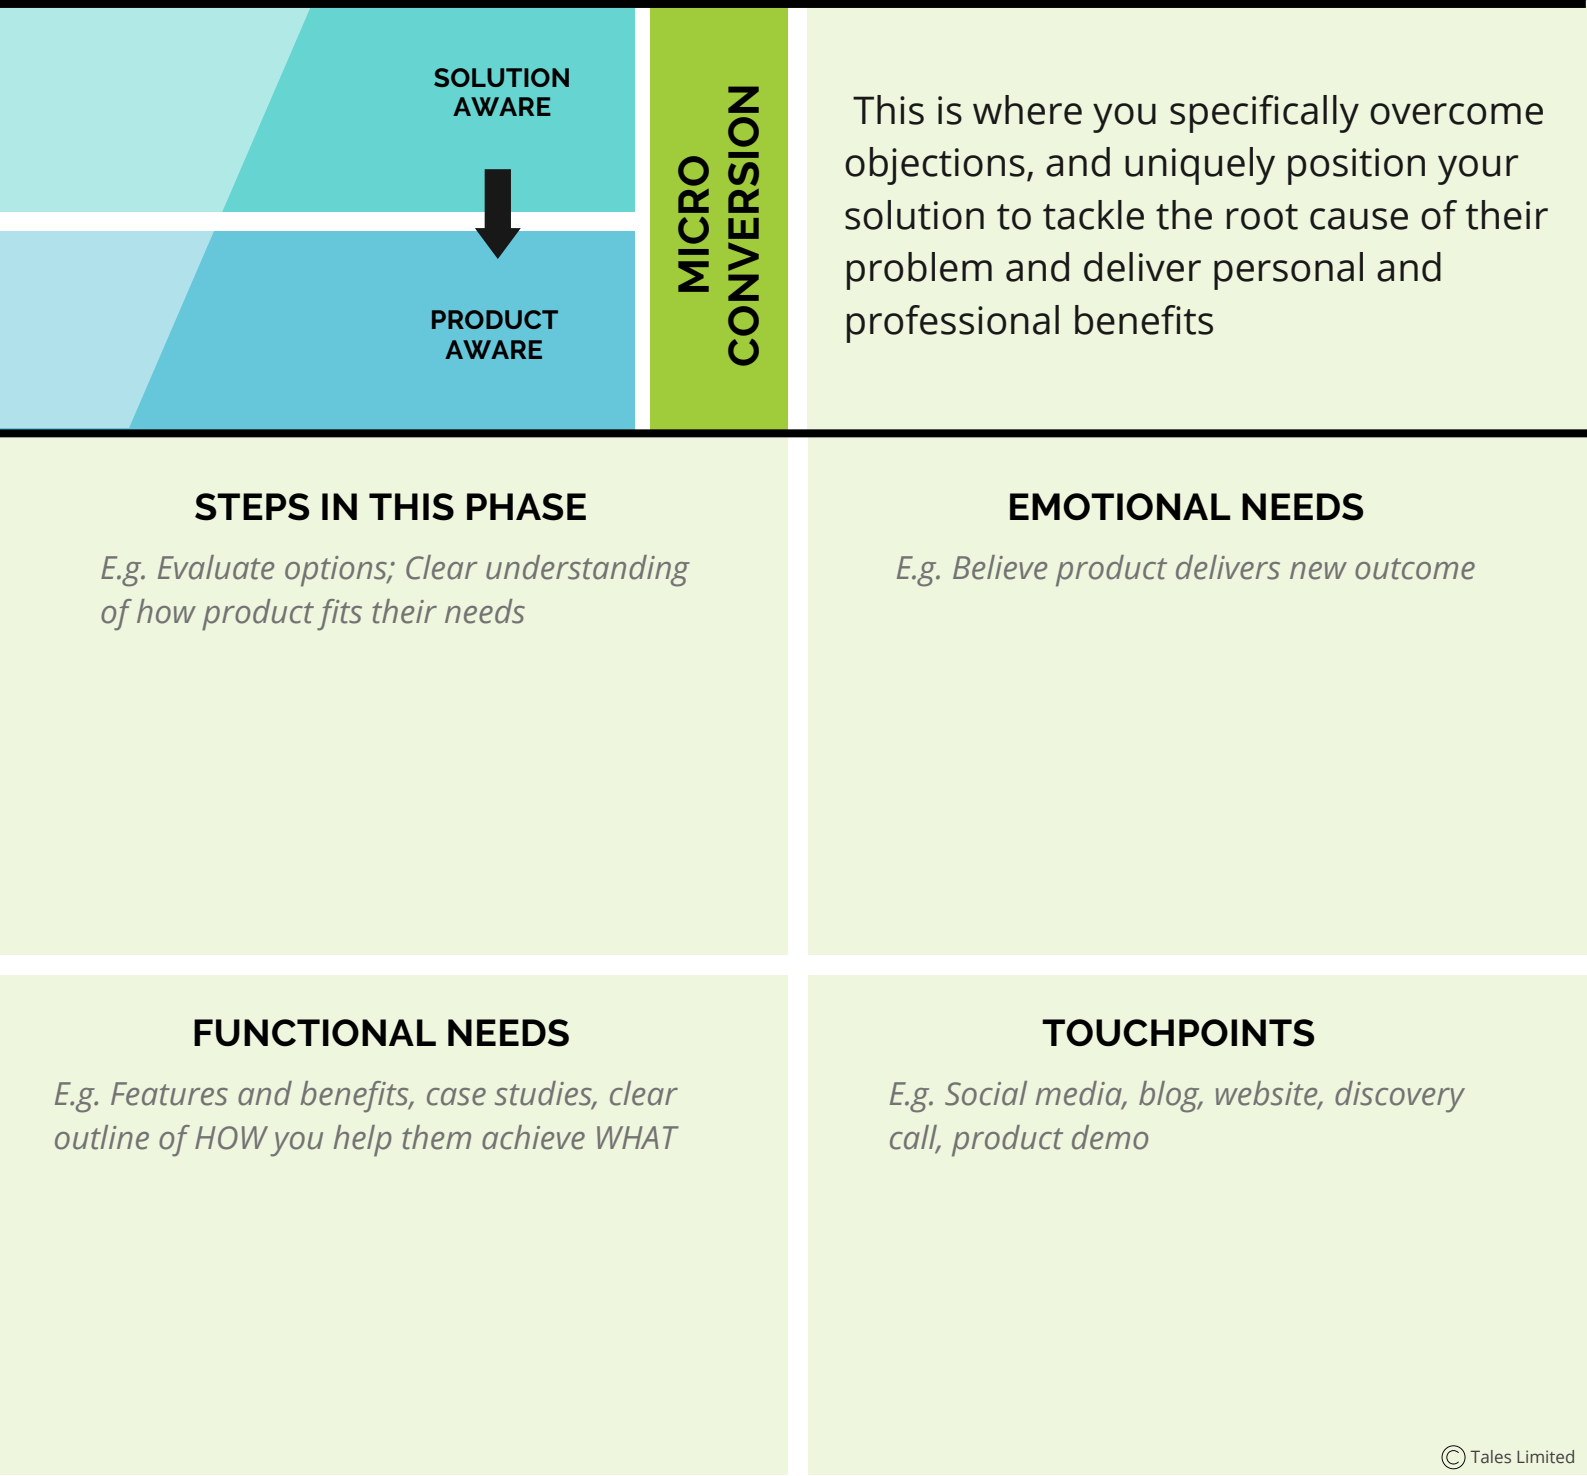 SOLUTION
AWARE
PRODUCT
AWARE
MICRO
CONVERSION
This is where you specifically overcome
objections, and uniquely position your
solution to tackle the root cause of their
problem and deliver personal and
professional benefits
STEPS IN THIS PHASE
E.g. Evaluate options; Clear understanding
of how product fits their needs
EMOTIONAL NEEDS
E.g. Believe product delivers new outcome
FUNCTIONAL NEEDS
E.g. Features and benefits, case studies, clear
outline of HOW you help them achieve WHAT
TOUCHPOINTS
E.g. Social media, blog, website, discovery
call, product demo
© Tales Limited